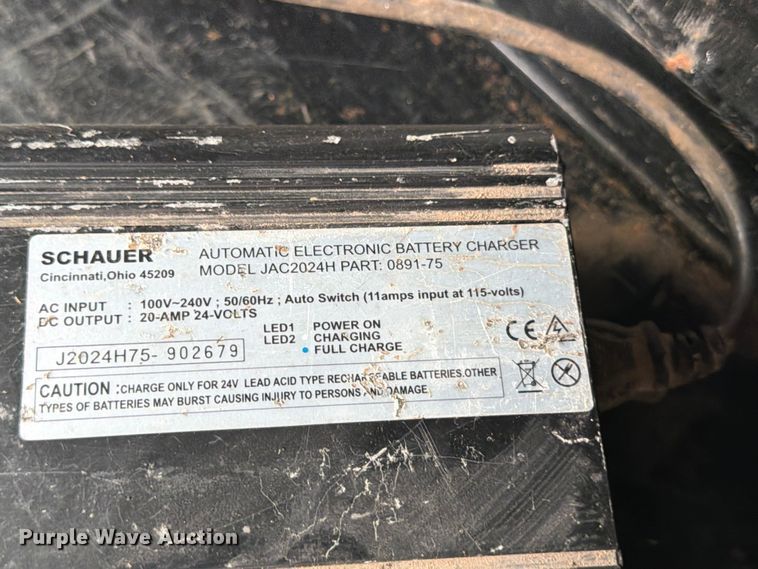 SCHAUER
Cincinnati,Ohio 45209
AUTOMATIC ELECTRONIC BATTERY CHARGER
MODEL JAC2024H PART: 0891-75
AC INPUT : 100V~240V ; 50/60Hz ; Auto Switch (11amps input at 115-volts)
DC OUTPUT : 20-AMP 24-VOLTS
LED1 POWER ON
LED2 CHARGING
FULL CHARGE
CE
J2024H75- 902679
CAUTION :CHARGE ONLY FOR 24V LEAD ACID TYPE RECHARGEABLE BATTERIES.OTHER
TYPES OF BATTERIES MAY BURST CAUSING INJURY TO PERSONS AND DAMAGE.
Purple Wave Auction